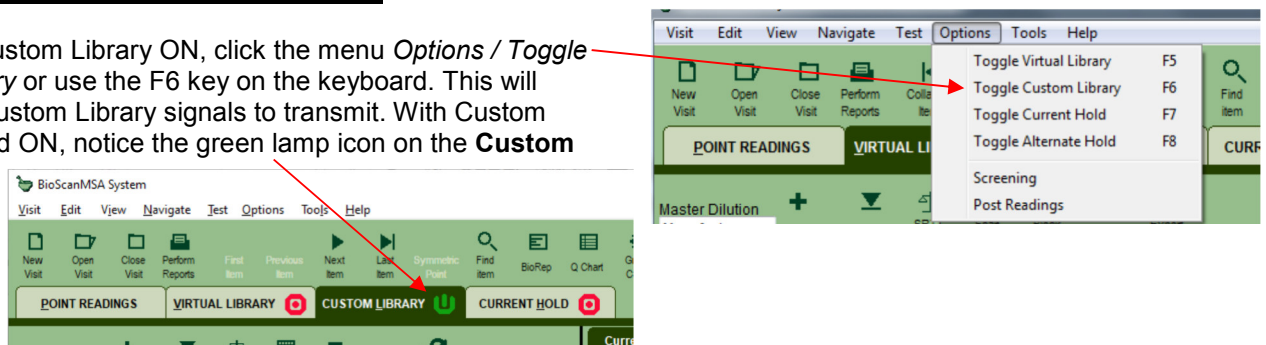 ustom Library ON, click the menu Options / Toggle
ry or use the F6 key on the keyboard. This will
ustom Library signals to transmit. With Custom
d ON, notice the green lamp icon on the Custom
BioScanMSA System
Visit Edit View Navigate Test Options Tools Help
New Visit
Open Visit
Close Visit
Perform Reports
First Item
Previous Item
Next Item
Last Item
Symmetric Point
Find Item
BioRep
Q Chart
POINT READINGS VIRTUAL LIBRARY CUSTOM LIBRARY CURRENT HOLD
Curre
Visit Edit View Navigate Test Options Tools Help
New Visit
Open Visit
Close Visit
Perform Reports
Colla
Find Item
Toggle Virtual Library F5
Toggle Custom Library F6
Toggle Current Hold F7
Toggle Alternate Hold F8
Screening
Post Readings
POINT READINGS VIRTUAL LI CURR
Master Dilution